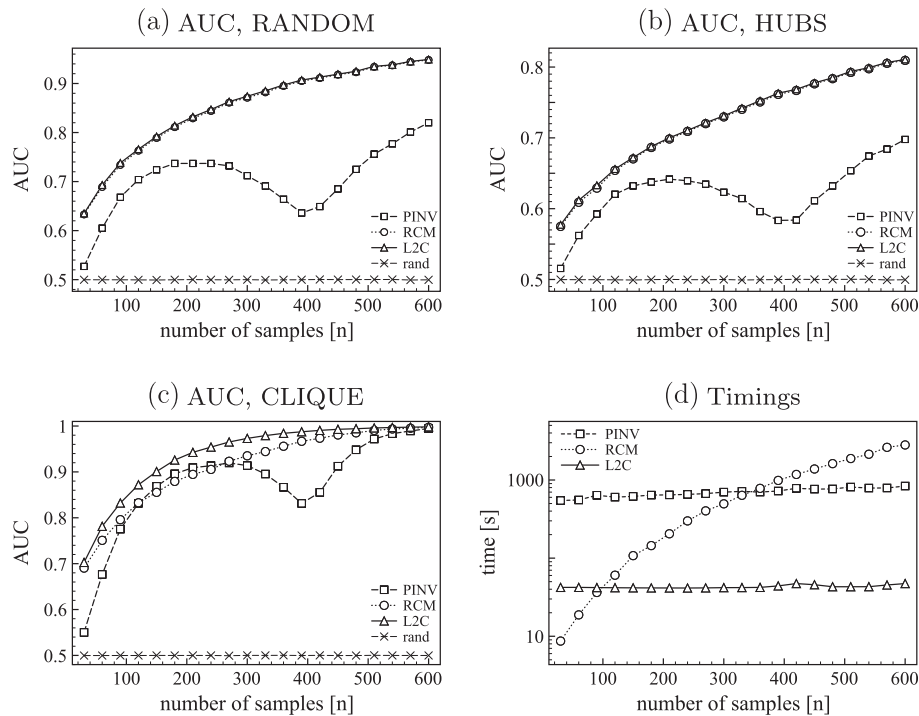 (a) AUC, RANDOM
AUC
0.9
0.8
0.7
0.6
0.5
PINV
RCM
L2C
rand
100 200 300 400 500 600
number of samples [n]
(b) AUC, HUBS
AUC
0.8
0.7
0.6
0.5
PINV
RCM
L2C
rand
100 200 300 400 500 600
number of samples [n]
(c) AUC, CLIQUE
AUC
1
0.9
0.8
0.7
0.6
0.5
PINV
RCM
L2C
rand
100 200 300 400 500 600
number of samples [n]
(d) Timings
PINV
RCM
L2C
time [s]
1000
10
100 200 300 400 500 600
number of samples [n]